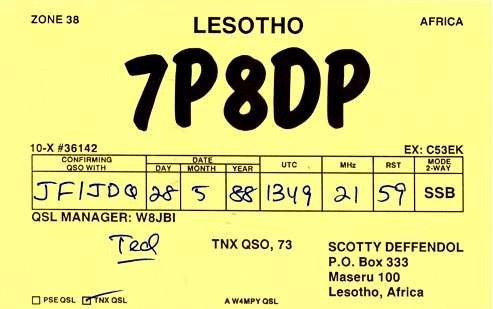 ZONE 38 LESOTHO AFRICA
7P8DP
10-X #36142 EX: C53EK
CONFIRMING QSO WITH DATE DAY MONTH YEAR UTC MHz RST MODE 2-WAY
JF1JDQ 28 5 88 1349 21 59 SSB
QSL MANAGER: W8JBI
Ted TNX QSO, 73 SCOTTY DEFFENDOL
P.O. Box 333
Maseru 100
Lesotho, Africa
PSE QSL TNX QSL A W4MPY QSL